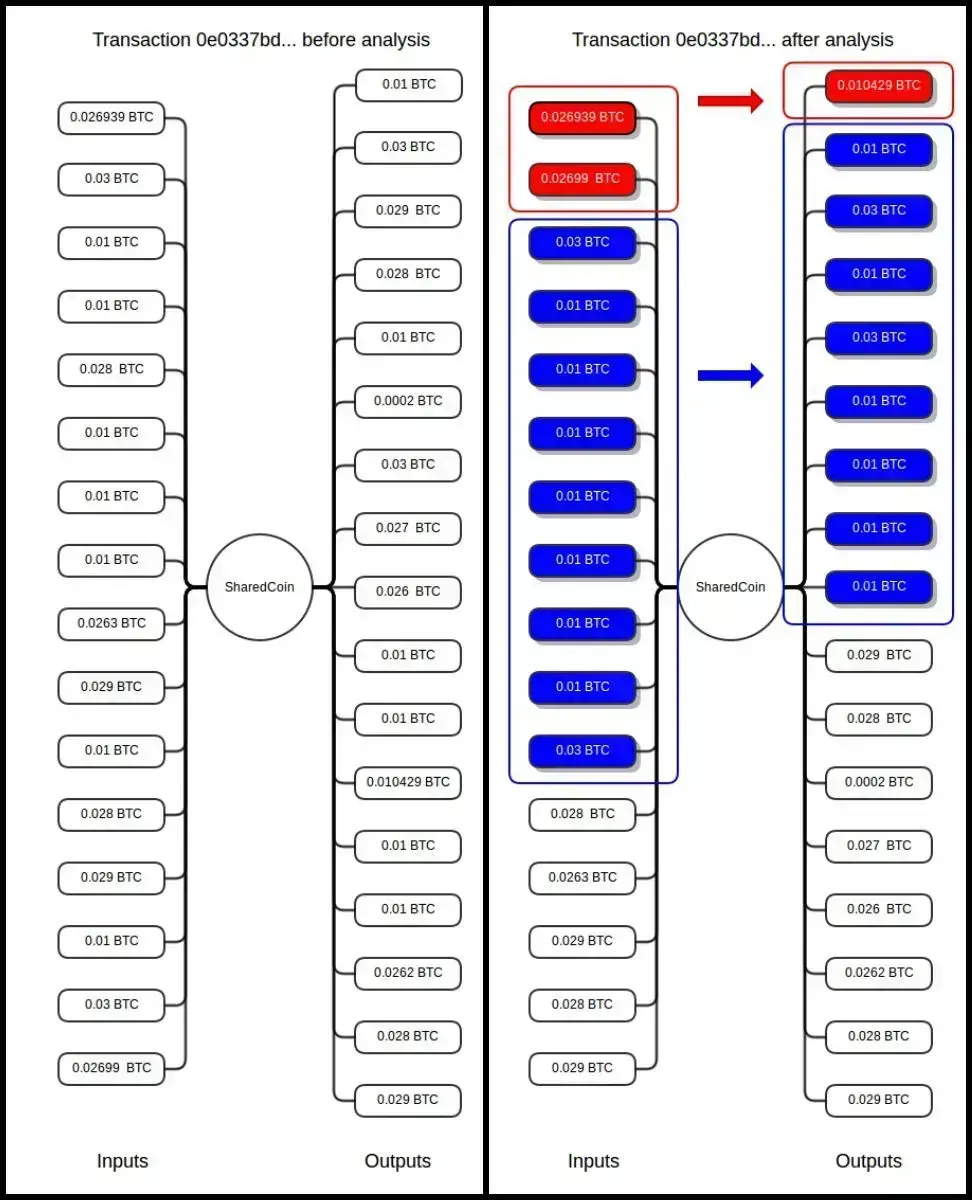 Transaction 0e0337bd... before analysis
0.026939 BTC
0.03 BTC
0.01 BTC
0.01 BTC
0.028 BTC
0.01 BTC
0.01 BTC
0.01 BTC
0.0263 BTC
0.029 BTC
0.01 BTC
0.028 BTC
0.029 BTC
0.01 BTC
0.03 BTC
0.02699 BTC
Inputs
SharedCoin
0.01 BTC
0.03 BTC
0.029 BTC
0.028 BTC
0.01 BTC
0.0002 BTC
0.03 BTC
0.027 BTC
0.026 BTC
0.01 BTC
0.01 BTC
0.010429 BTC
0.01 BTC
0.01 BTC
0.0262 BTC
0.028 BTC
0.029 BTC
Outputs
Transaction 0e0337bd... after analysis
0.026939 BTC
0.02699 BTC
0.03 BTC
0.01 BTC
0.01 BTC
0.01 BTC
0.01 BTC
0.01 BTC
0.01 BTC
0.01 BTC
0.03 BTC
0.028 BTC
0.0263 BTC
0.029 BTC
0.028 BTC
0.029 BTC
Inputs
SharedCoin
0.010429 BTC
0.01 BTC
0.03 BTC
0.01 BTC
0.03 BTC
0.01 BTC
0.01 BTC
0.01 BTC
0.01 BTC
0.029 BTC
0.028 BTC
0.0002 BTC
0.027 BTC
0.026 BTC
0.0262 BTC
0.028 BTC
0.029 BTC
Outputs